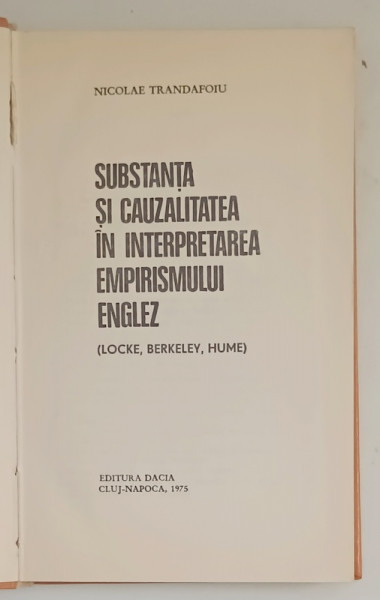 NICOLAE TRANDAFOIU
SUBSTANȚA
ȘI CAUZALITATEA
ÎN INTERPRETAREA
EMPIRISMULUI
ENGLEZ
(LOCKE, BERKELEY, HUME)
EDITURA DACIA
CLUJ-NAPOCA, 1975